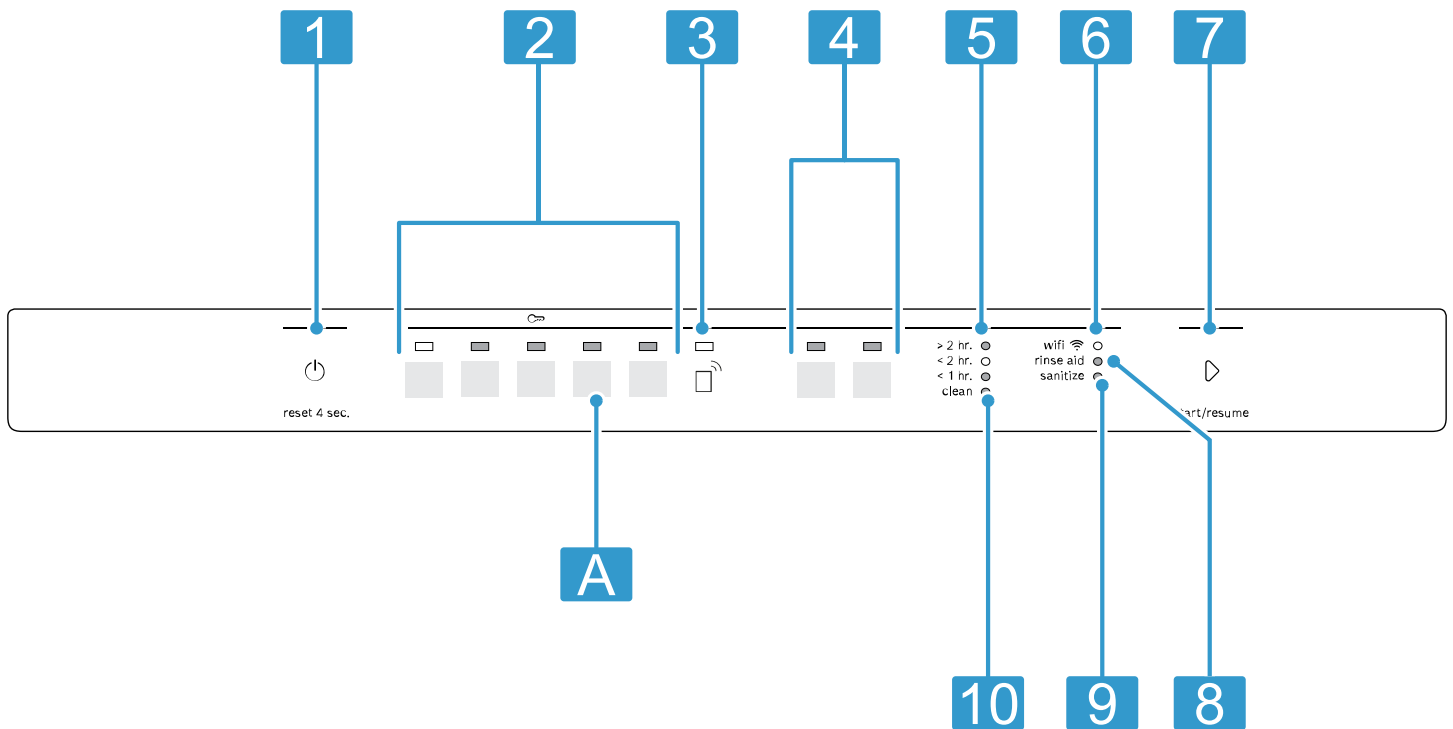 1 2 3 4 5 6 7
> 2 hr.
< 2 hr.
< 1 hr.
clean
wifi
rinse aid
sanitize
reset 4 sec.
art/resume
A
10 9 8